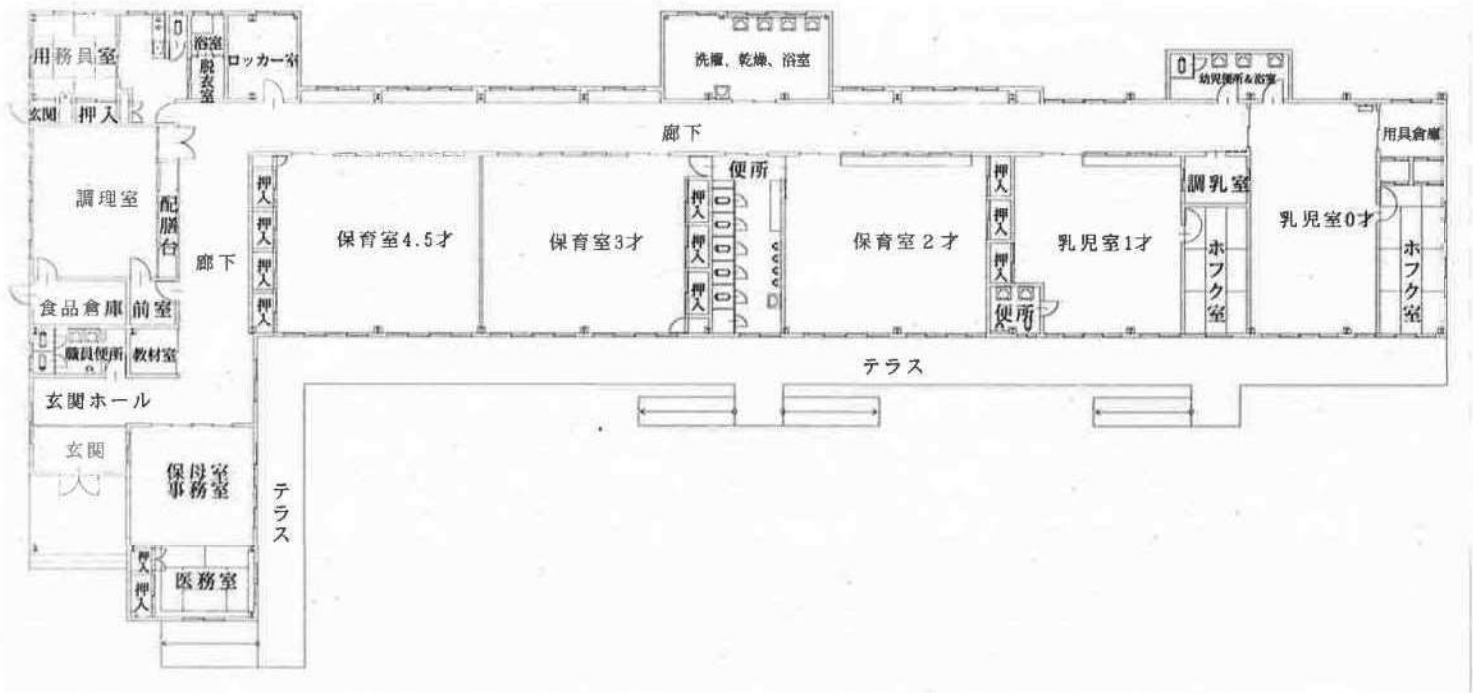 用務員室
浴室
脱衣室
ロッカー室
洗濯、乾燥、浴室
幼児便所&浴室
玄関
押入
廊下
用具倉庫
調理室
配膳台
廊下
押入
押入
押入
押入
保育室4.5才
保育室3才
押入
押入
押入
便所
保育室2才
押入
押入
押入
便所
乳児室1才
調乳室
ホフク室
乳児室0才
ホフク室
食品倉庫
前室
職員便所
教材室
テラス
玄関ホール
玄関
保母室
事務室
テラス
押入
押入
医務室